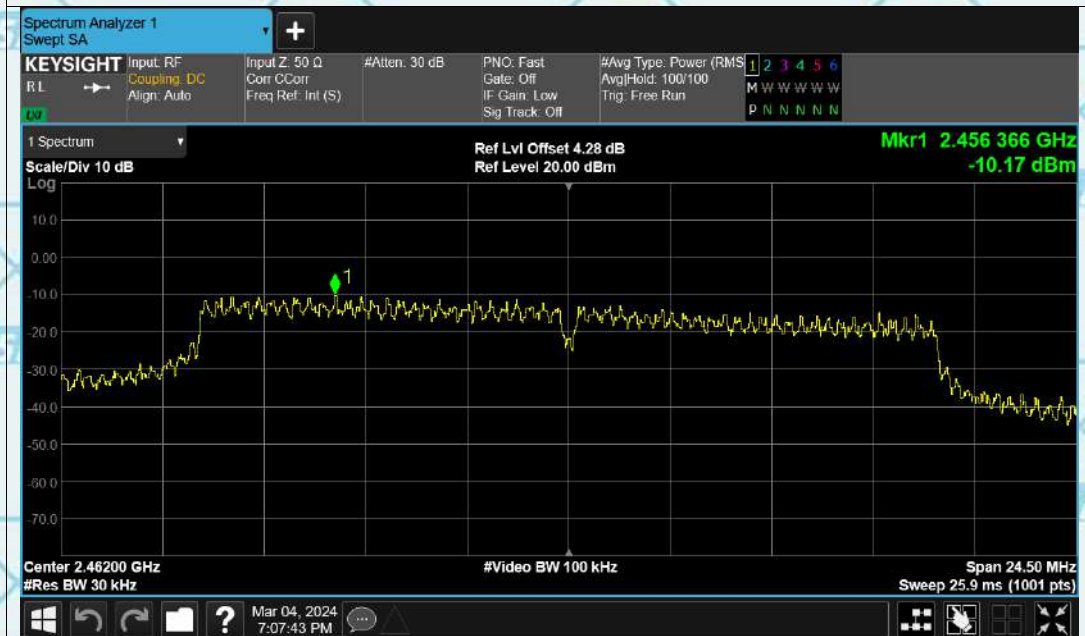 Spectrum Analyzer 1
Swept SA
+
KEYSIGHT
RL
LXI
Input: RF
Coupling: DC
Align: Auto
Input Z: 50 Ω
Corr CCorr
Freq Ref: Int (S)
#Atten: 30 dB
PNO: Fast
Gate: Off
IF Gain: Low
Sig Track: Off
#Avg Type: Power (RMS
Avg|Hold: 100/100
Trig: Free Run
1 2 3 4 5 6
M W W W W W
P N N N N N
1 Spectrum
Scale/Div 10 dB
Ref Lvl Offset 4.28 dB
Ref Level 20.00 dBm
Mkr1 2.456 366 GHz
-10.17 dBm
Log
10.0
0.00
-10.0
-20.0
-30.0
-40.0
-50.0
-60.0
-70.0
1
Center 2.46200 GHz
#Res BW 30 kHz
#Video BW 100 kHz
Span 24.50 MHz
Sweep 25.9 ms (1001 pts)
?
Mar 04, 2024
7:07:43 PM